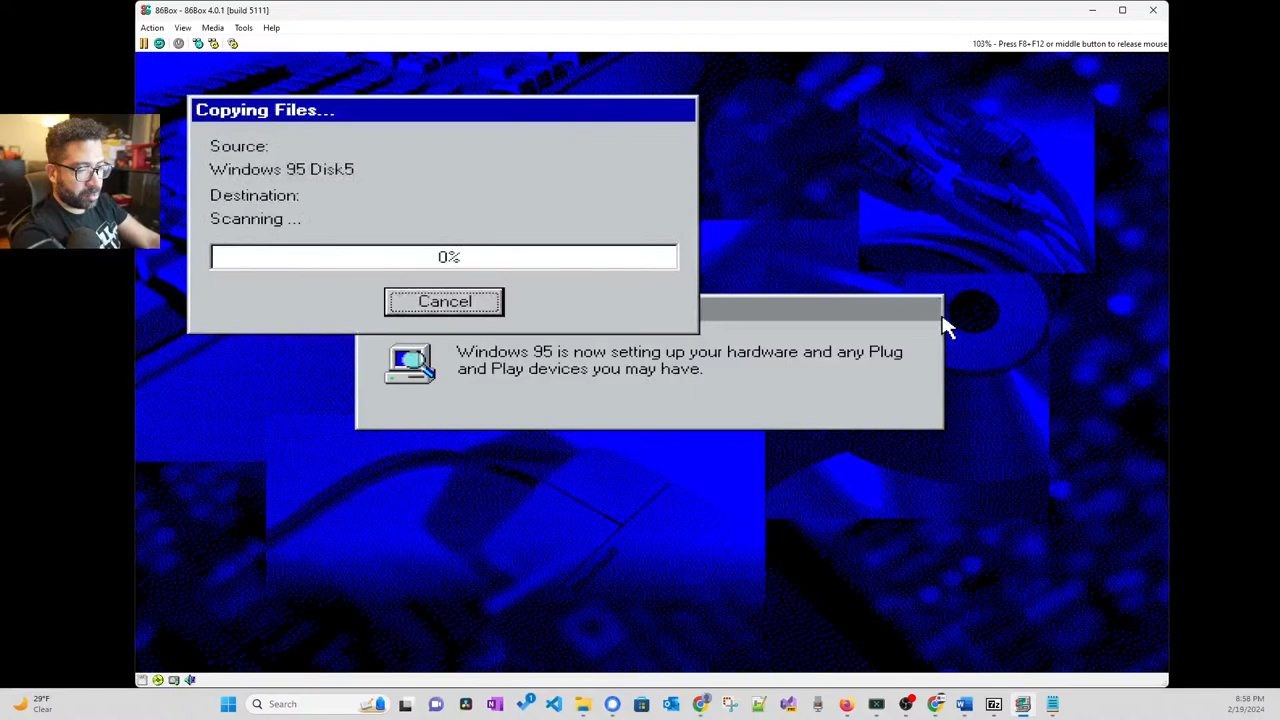 86Box - 86Box 4.0.1 [build 5111]
Action View Media Tools Help
103% - Press F8+F12 or middle button to release mouse
Copying Files...
Source:
Windows 95 Disk5
Destination:
Scanning ...
0%
Cancel
Windows 95 is now setting up your hardware and any Plug
and Play devices you may have.
29°F
Clear
Search
8:58 PM
2/19/2024